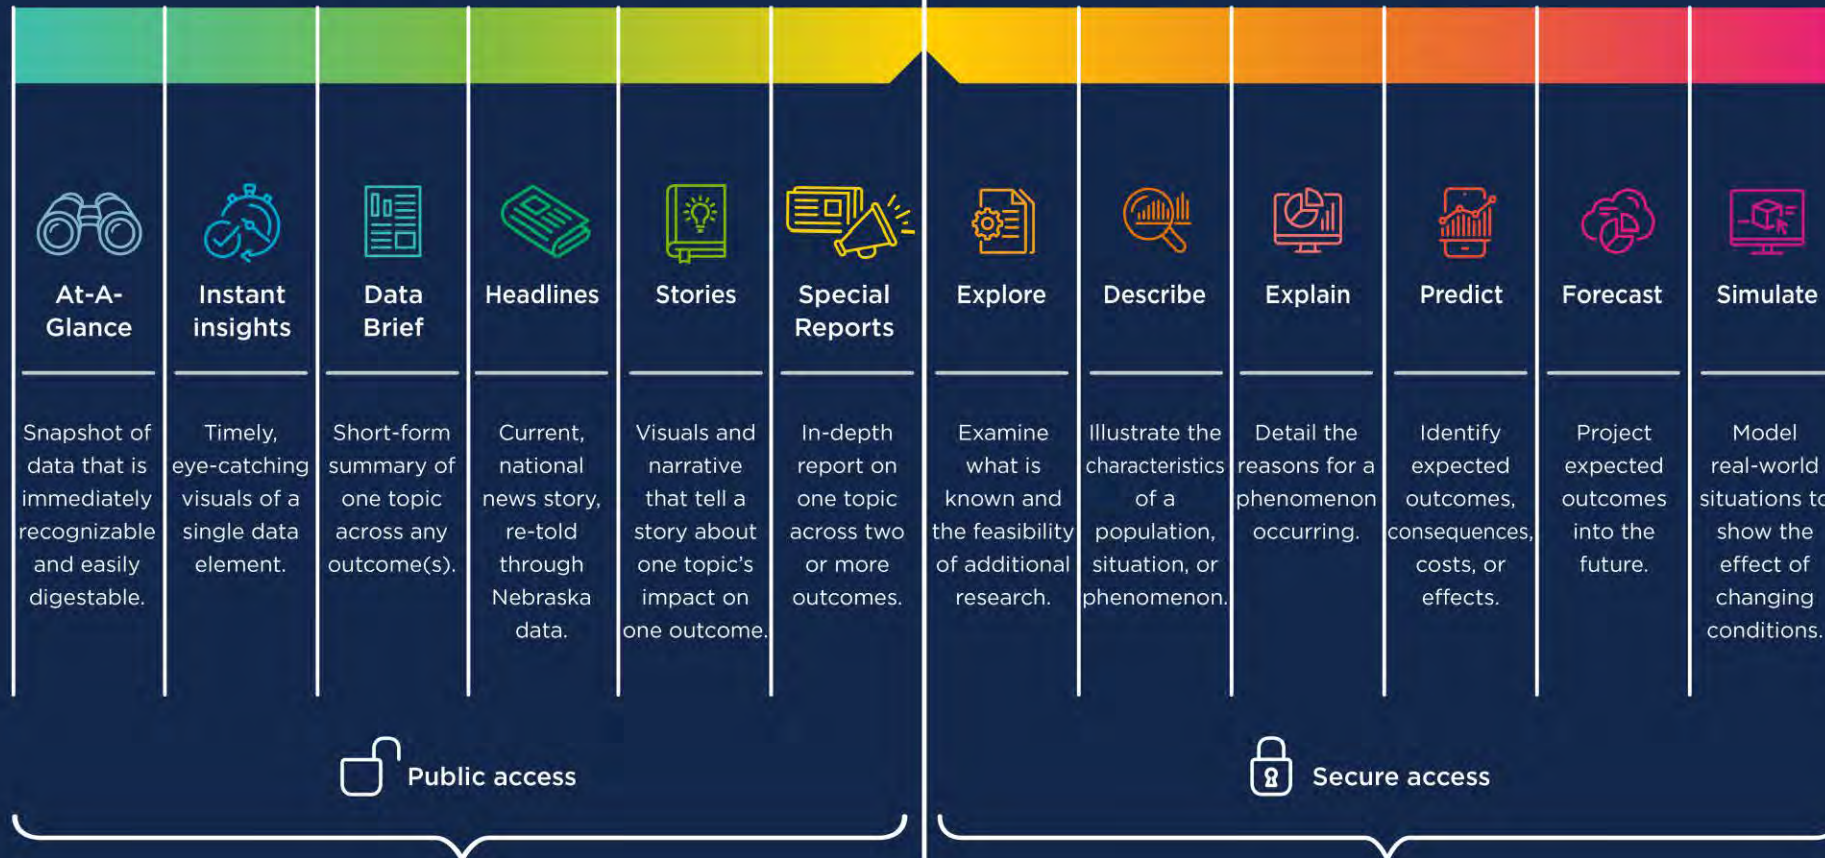 At-A-
Glance
Snapshot of
data that is
immediately
recognizable
and easily
digestable.
Instant
insights
Timely,
eye-catching
visuals of a
single data
element.
Data
Brief
Short-form
summary of
one topic
across any
outcome(s).
Headlines
Current,
national
news story,
re-told
through
Nebraska
data.
Stories
Visuals and
narrative
that tell a
story about
one topic's
impact on
one outcome.
Special
Reports
In-depth
report on
one topic
across two
or more
outcomes.
Explore
Examine
what is
known and
the feasibility
of additional
research.
Describe
Illustrate the
characteristics
of a
population,
situation, or
phenomenon.
Explain
Detail the
reasons for a
phenomenon
occurring.
Predict
Identify
expected
outcomes,
consequences,
costs, or
effects.
Forecast
Project
expected
outcomes
into the
future.
Simulate
Model
real-world
situations to
show the
effect of
changing
conditions.
Public access
Secure access